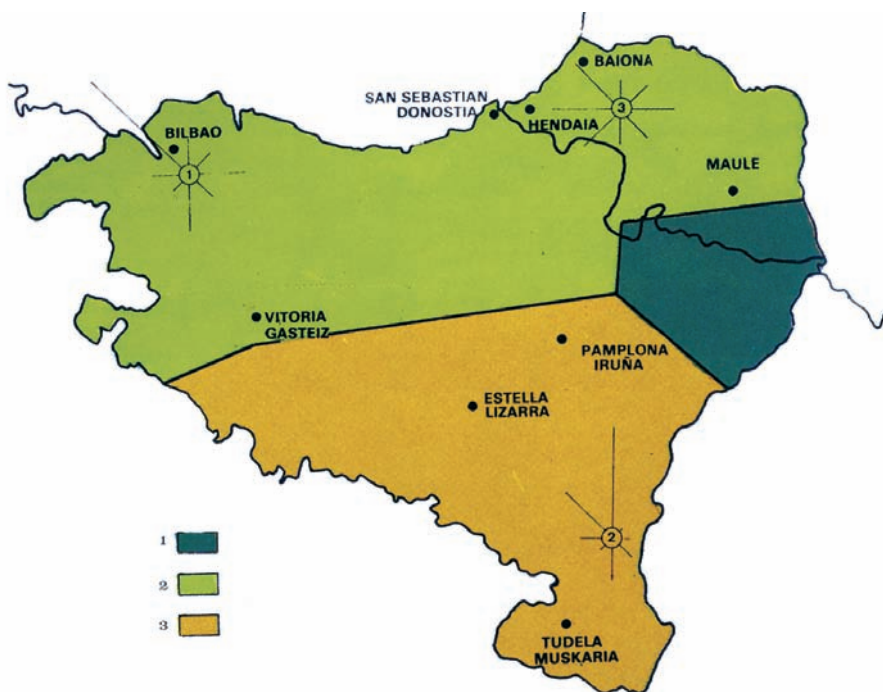 BAIONA
SAN SEBASTIAN
DONOSTIA
HENDAIA
3
BILBAO
1
MAULE
VITORIA
GASTEIZ
PAMPLONA
IRUÑA
ESTELLA
LIZARRA
2
1
2
3
TUDELA
MUSKARIA